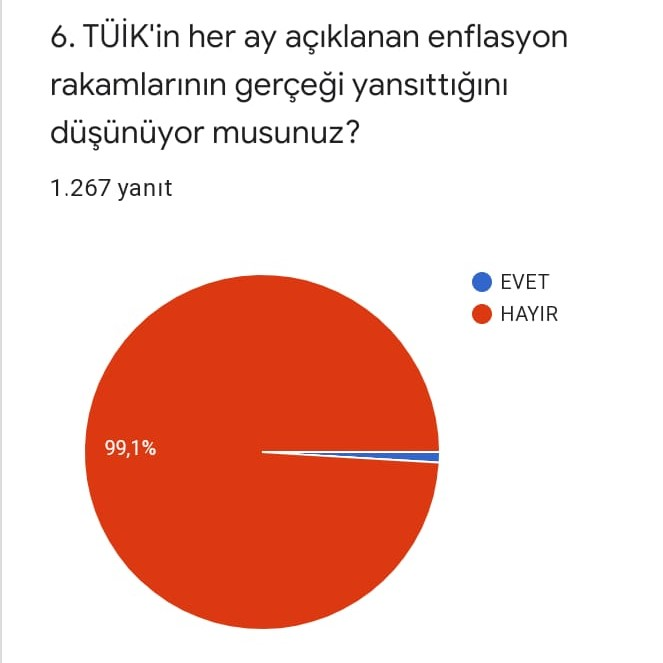 6. TÜİK'in her ay açıklanan enflasyon
rakamlarının gerçeği yansıttığını
düşünüyor musunuz?
1.267 yanıt
EVET
HAYIR
99,1%